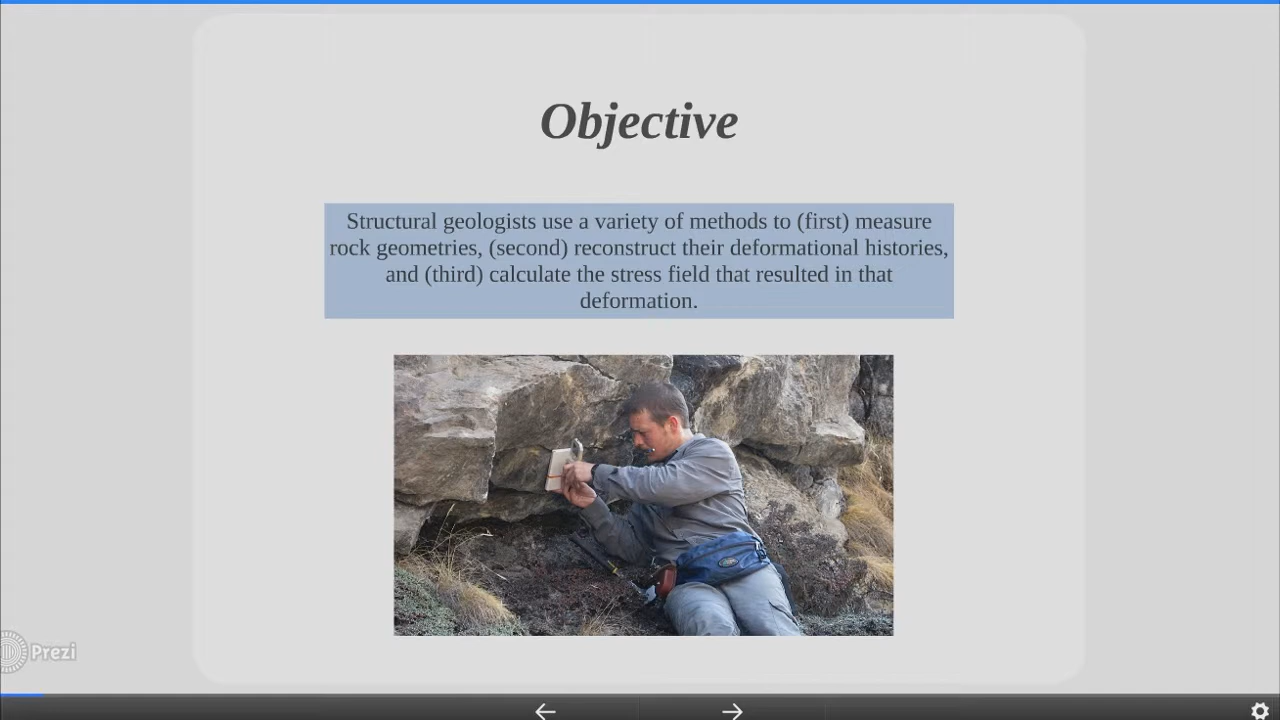 Objective
Structural geologists use a variety of methods to (first) measure
rock geometries, (second) reconstruct their deformational histories,
and (third) calculate the stress field that resulted in that
deformation.
Prezi